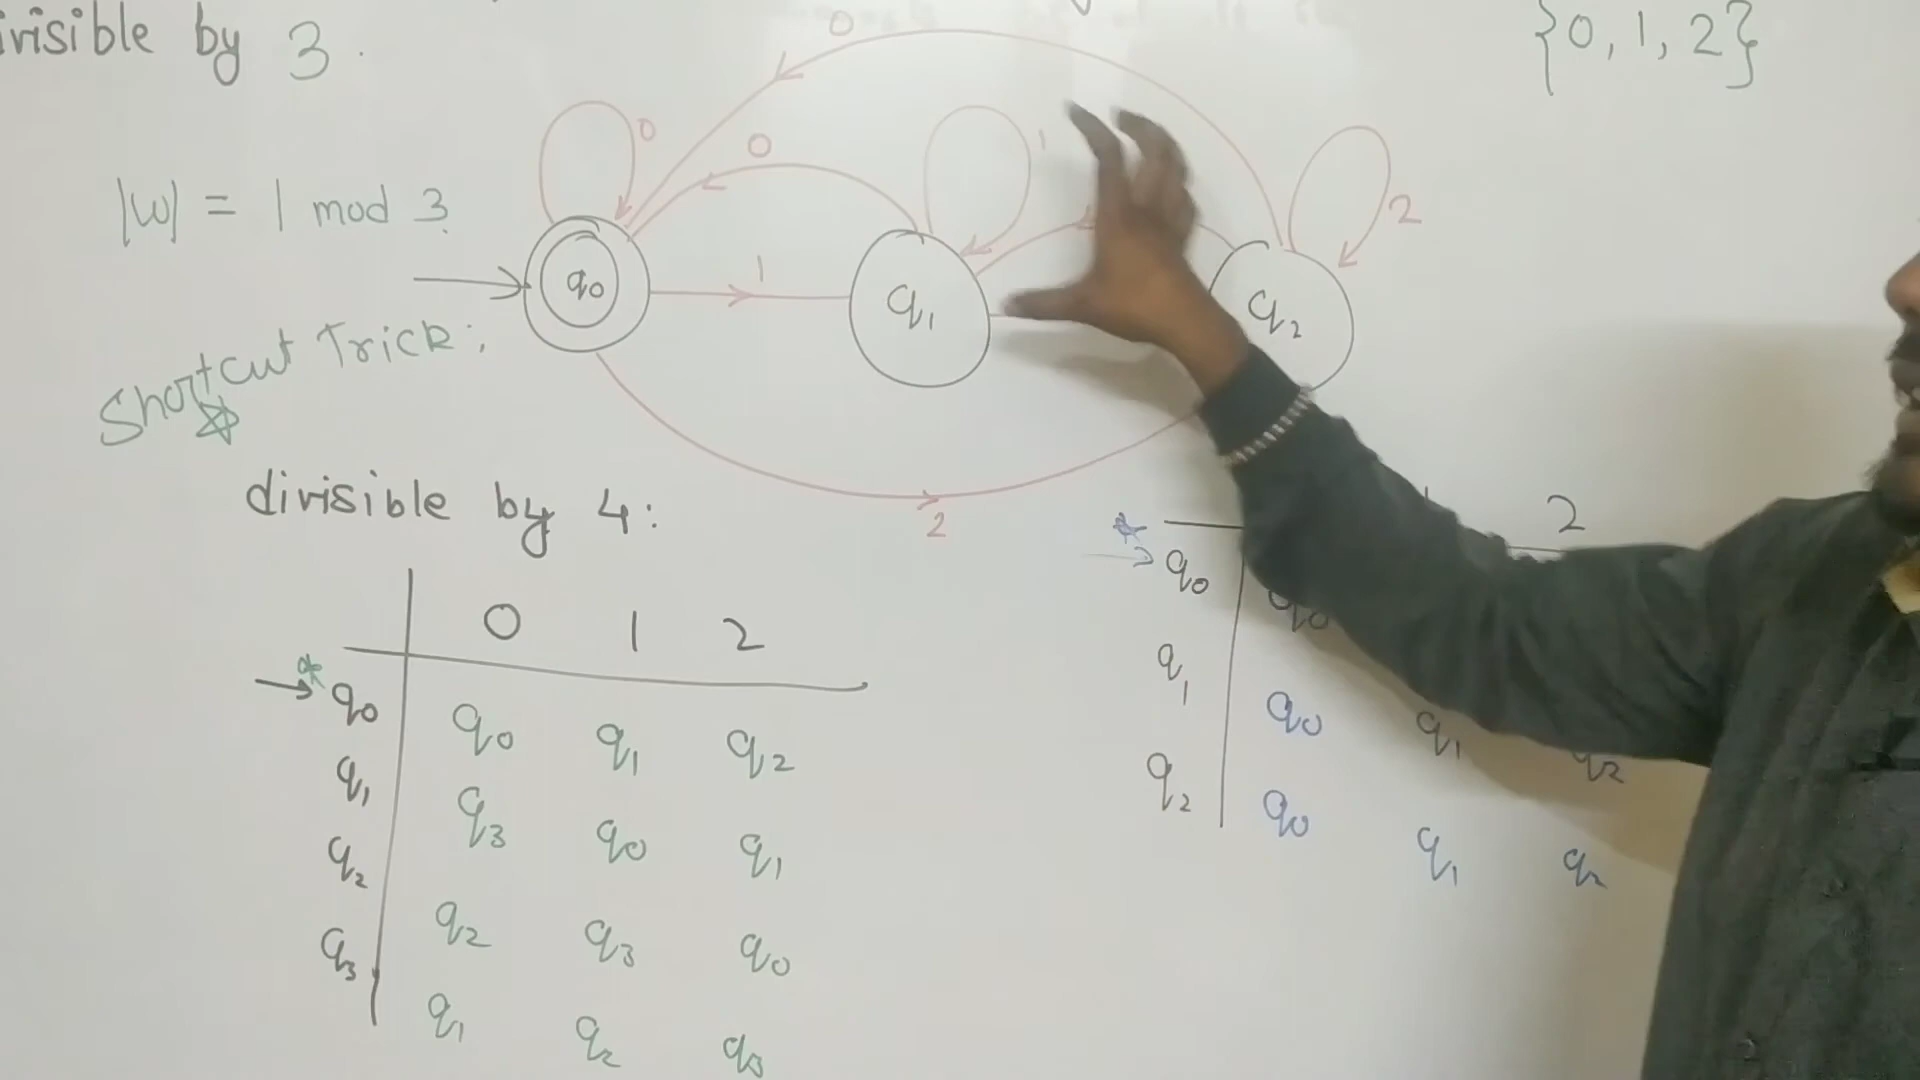 divisible by 3.
{0, 1, 2}
|w| = 1 mod 3
0
0
0
1
2
q0
1
q1
q2
2
Shortcut Trick:
divisible by 4:
0 1 2
→* q0 q0 q1 q2
q1 q3 q0 q1
q2 q2 q3 q0
q3 q1 q2 q3
2
*→ q0 q0
q1 q0 q1 q2
q2 q0 q1 q2